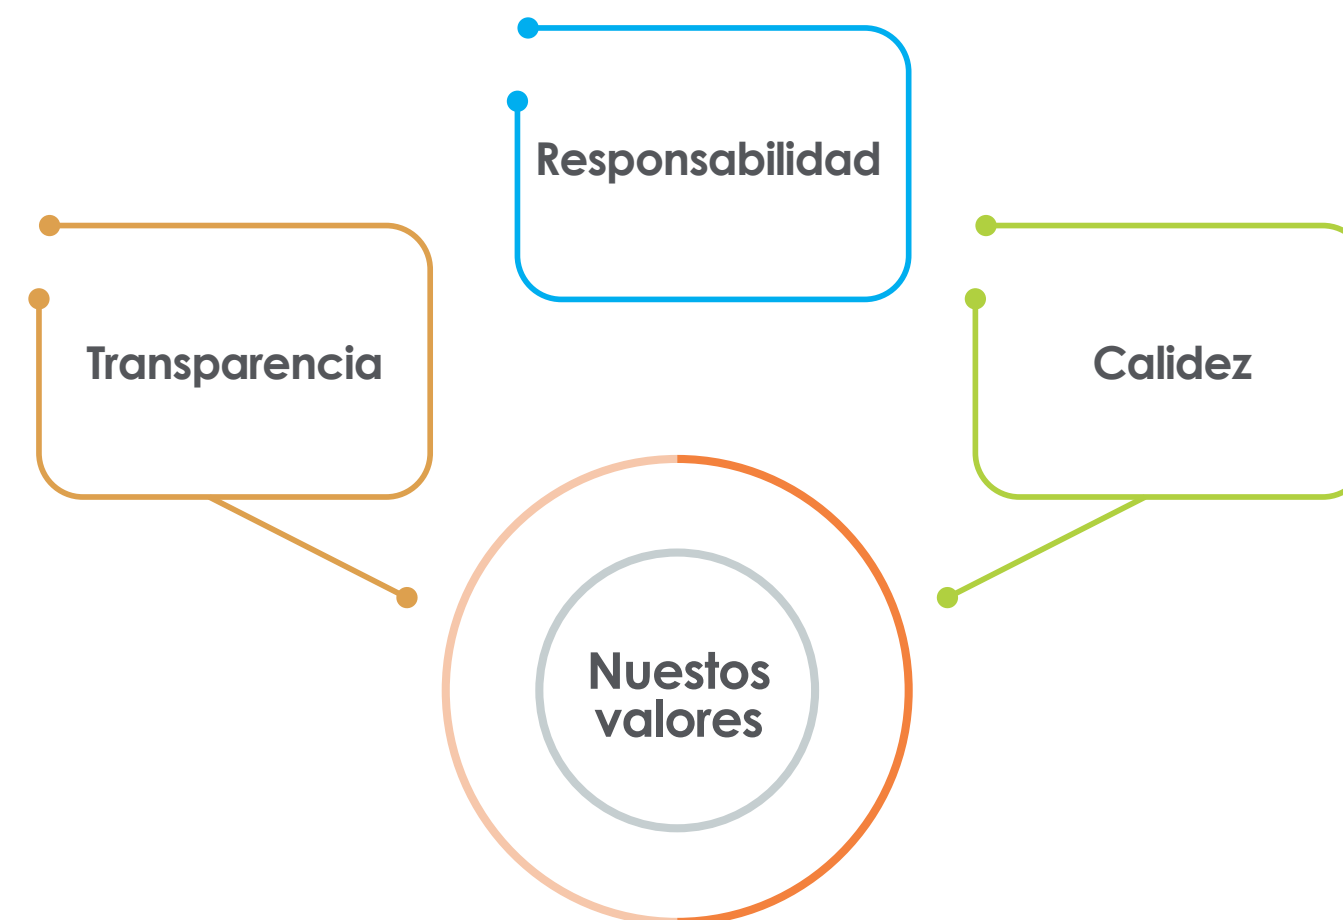 Responsabilidad
Transparencia
Calidez
Nuestos
valores